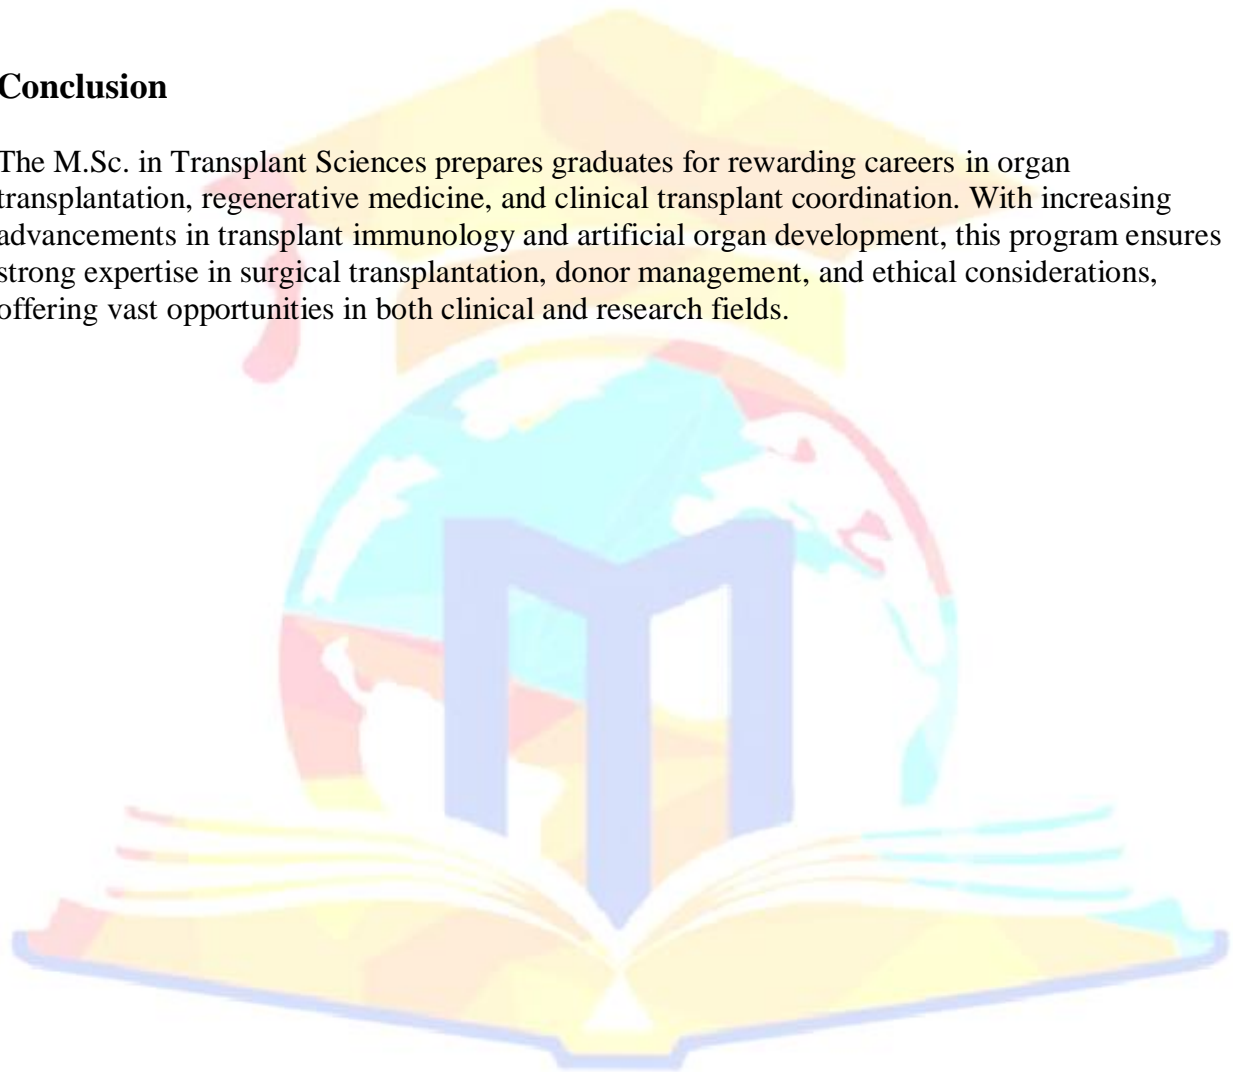 Conclusion
The M.Sc. in Transplant Sciences prepares graduates for rewarding careers in organ
transplantation, regenerative medicine, and clinical transplant coordination. With increasing
advancements in transplant immunology and artificial organ development, this program ensures
strong expertise in surgical transplantation, donor management, and ethical considerations,
offering vast opportunities in both clinical and research fields.